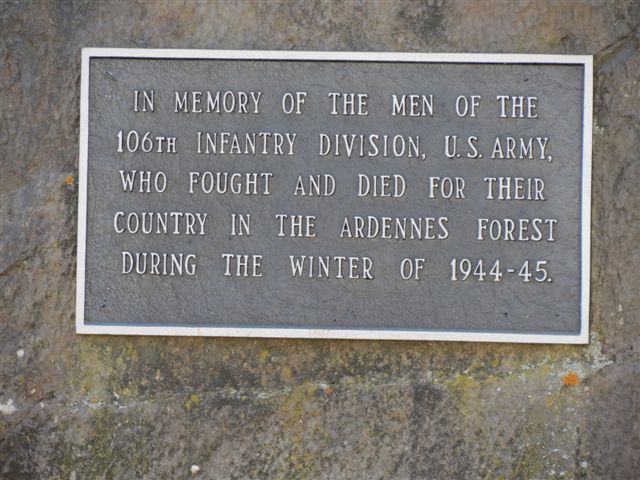 IN MEMORY OF THE MEN OF THE
106TH INFANTRY DIVISION, U.S. ARMY,
WHO FOUGHT AND DIED FOR THEIR
COUNTRY IN THE ARDENNES FOREST
DURING THE WINTER OF 1944-45.